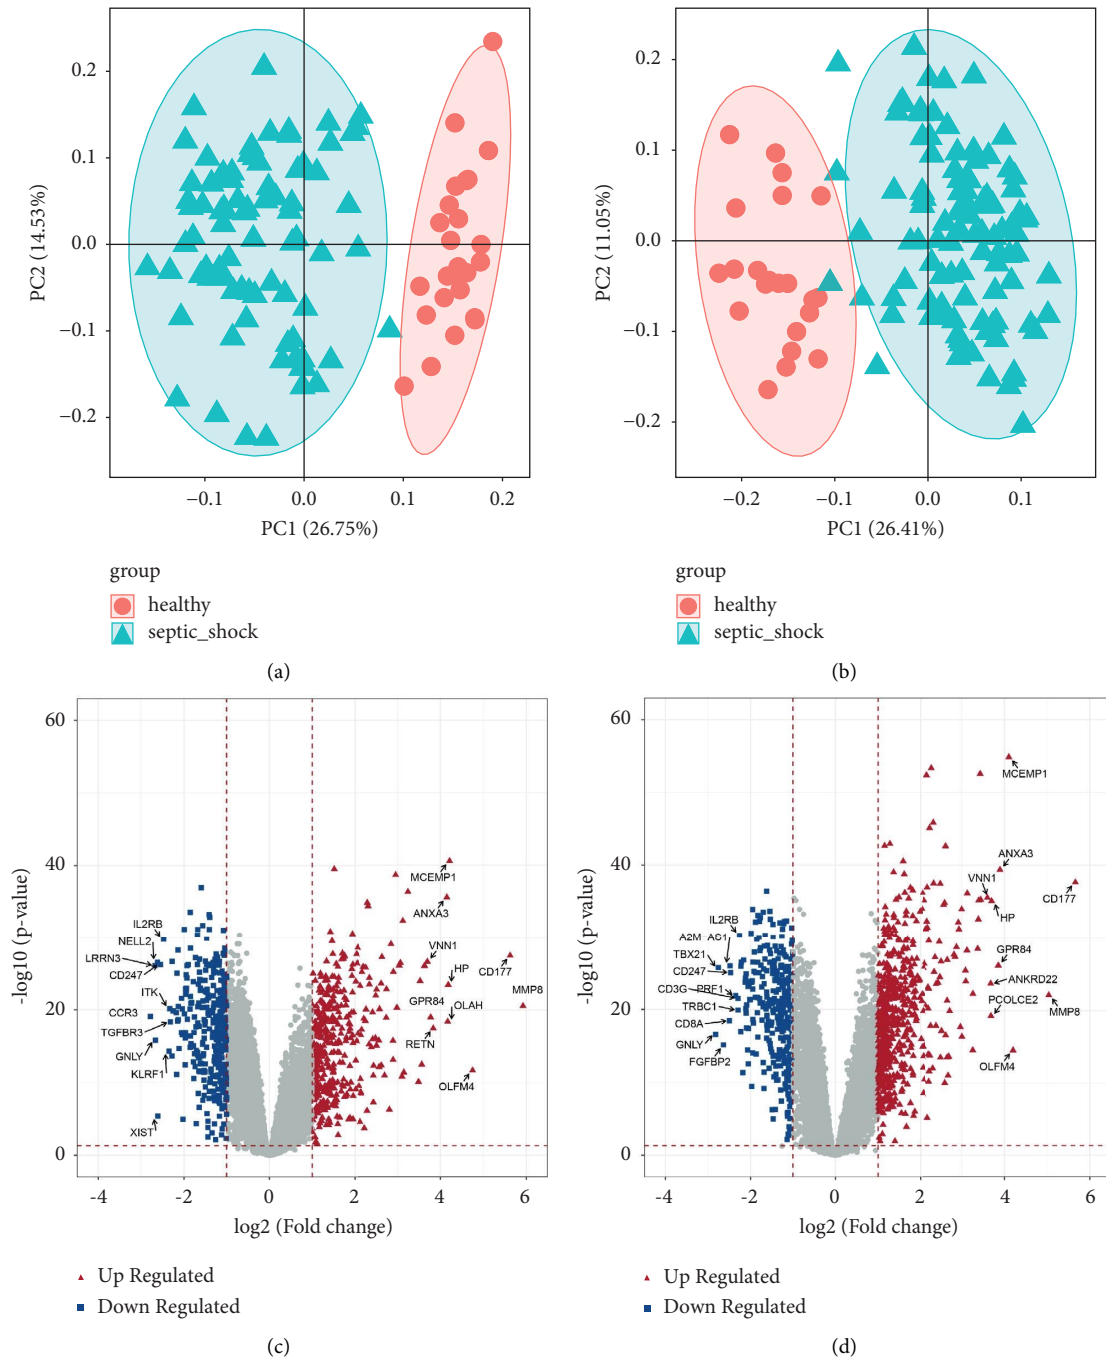 0.2
0.1
0.0
−0.1
−0.2
PC2 (14.53%)
−0.1
0.0
0.1
0.2
PC1 (26.75%)
group
healthy
septic_shock
(a)
0.2
0.1
0.0
−0.1
−0.2
PC2 (11.05%)
−0.2
−0.1
0.0
0.1
PC1 (26.41%)
group
healthy
septic_shock
(b)
60
40
20
0
-log10 (p-value)
MCEMP1
ANXA3
IL2RB
NELL2
LRRN3
CD247
ITK
CCR3
TGFBR3
GNLY
KLRF1
XIST
VNN1
HP
CD177
MMP8
GPR84
OLAH
RETN
OLFM4
-4
-2
0
2
4
6
log2 (Fold change)
Up Regulated
Down Regulated
(c)
60
40
20
0
-log10 (p-value)
MCEMP1
ANXA3
VNN1
CD177
HP
IL2RB
A2M-AC1
TBX21
CD247
CD3G PRF1
TRBC1
CD8A
GNLY
FGFBP2
GPR84
ANKRD22
PCOLCE2
MMP8
OLFM4
-4
-2
0
2
4
6
log2 (Fold change)
Up Regulated
Down Regulated
(d)